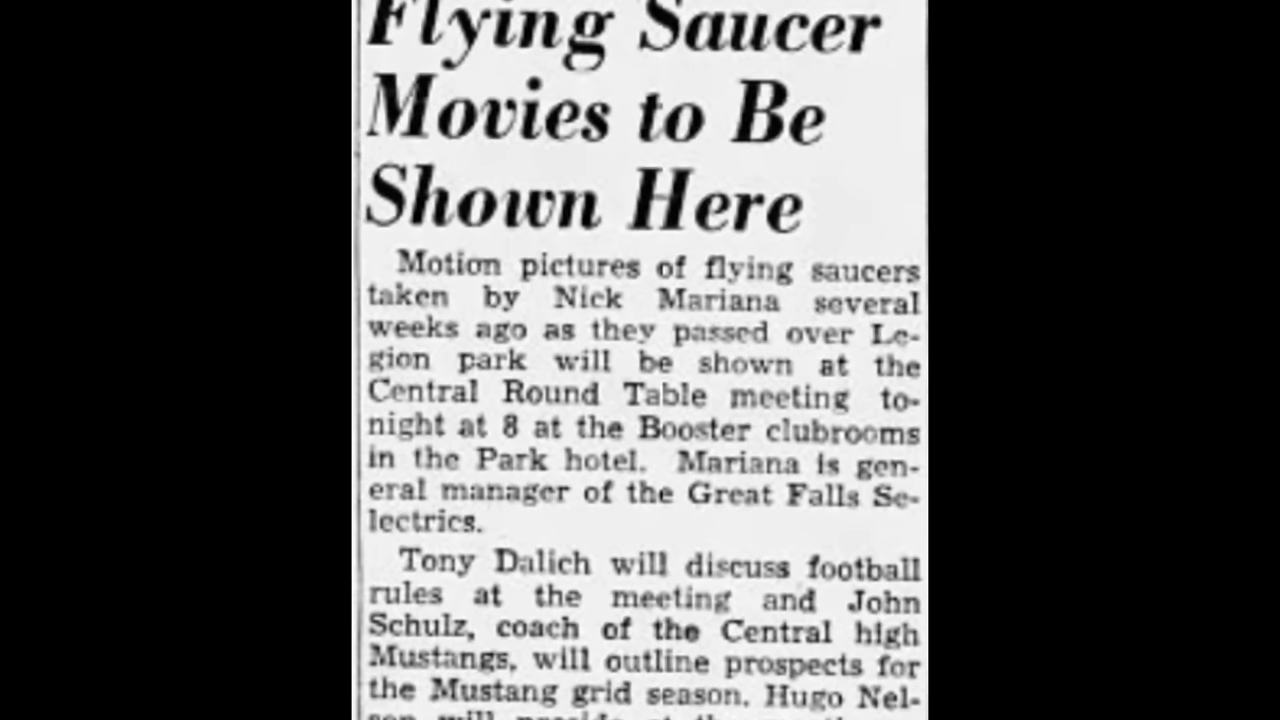 Flying Saucer
Movies to Be
Shown Here
Motion pictures of flying saucers
taken by Nick Mariana several
weeks ago as they passed over Le-
gion park will be shown at the
Central Round Table meeting to-
night at 8 at the Booster clubrooms
in the Park hotel. Mariana is gen-
eral manager of the Great Falls Se-
lectrics.
Tony Dalich will discuss football
rules at the meeting and John
Schulz, coach of the Central high
Mustangs, will outline prospects for
the Mustang grid season. Hugo Nel-